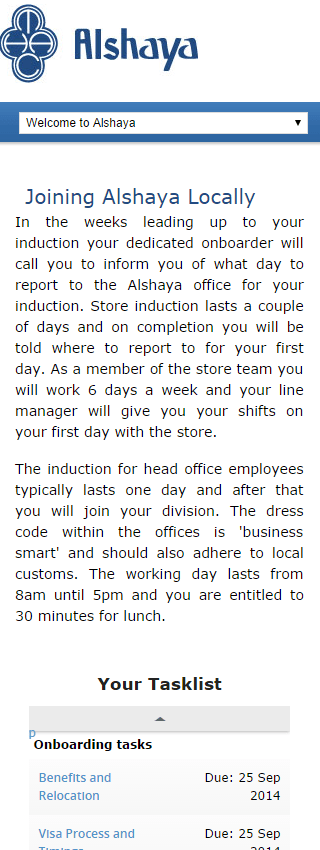 Alshaya
Welcome to Alshaya
Joining Alshaya Locally
In the weeks leading up to your
induction your dedicated onboarder will
call you to inform you of what day to
report to the Alshaya office for your
induction. Store induction lasts a couple
of days and on completion you will be
told where to report to for your first
day. As a member of the store team you
will work 6 days a week and your line
manager will give you your shifts on
your first day with the store.
The induction for head office employees
typically lasts one day and after that
you will join your division. The dress
code within the offices is 'business
smart' and should also adhere to local
customs. The working day lasts from
8am until 5pm and you are entitled to
30 minutes for lunch.
Your Tasklist
p
Onboarding tasks
Benefits and Due: 25 Sep
Relocation 2014
Visa Process and Due: 25 Sep
Timings 2014